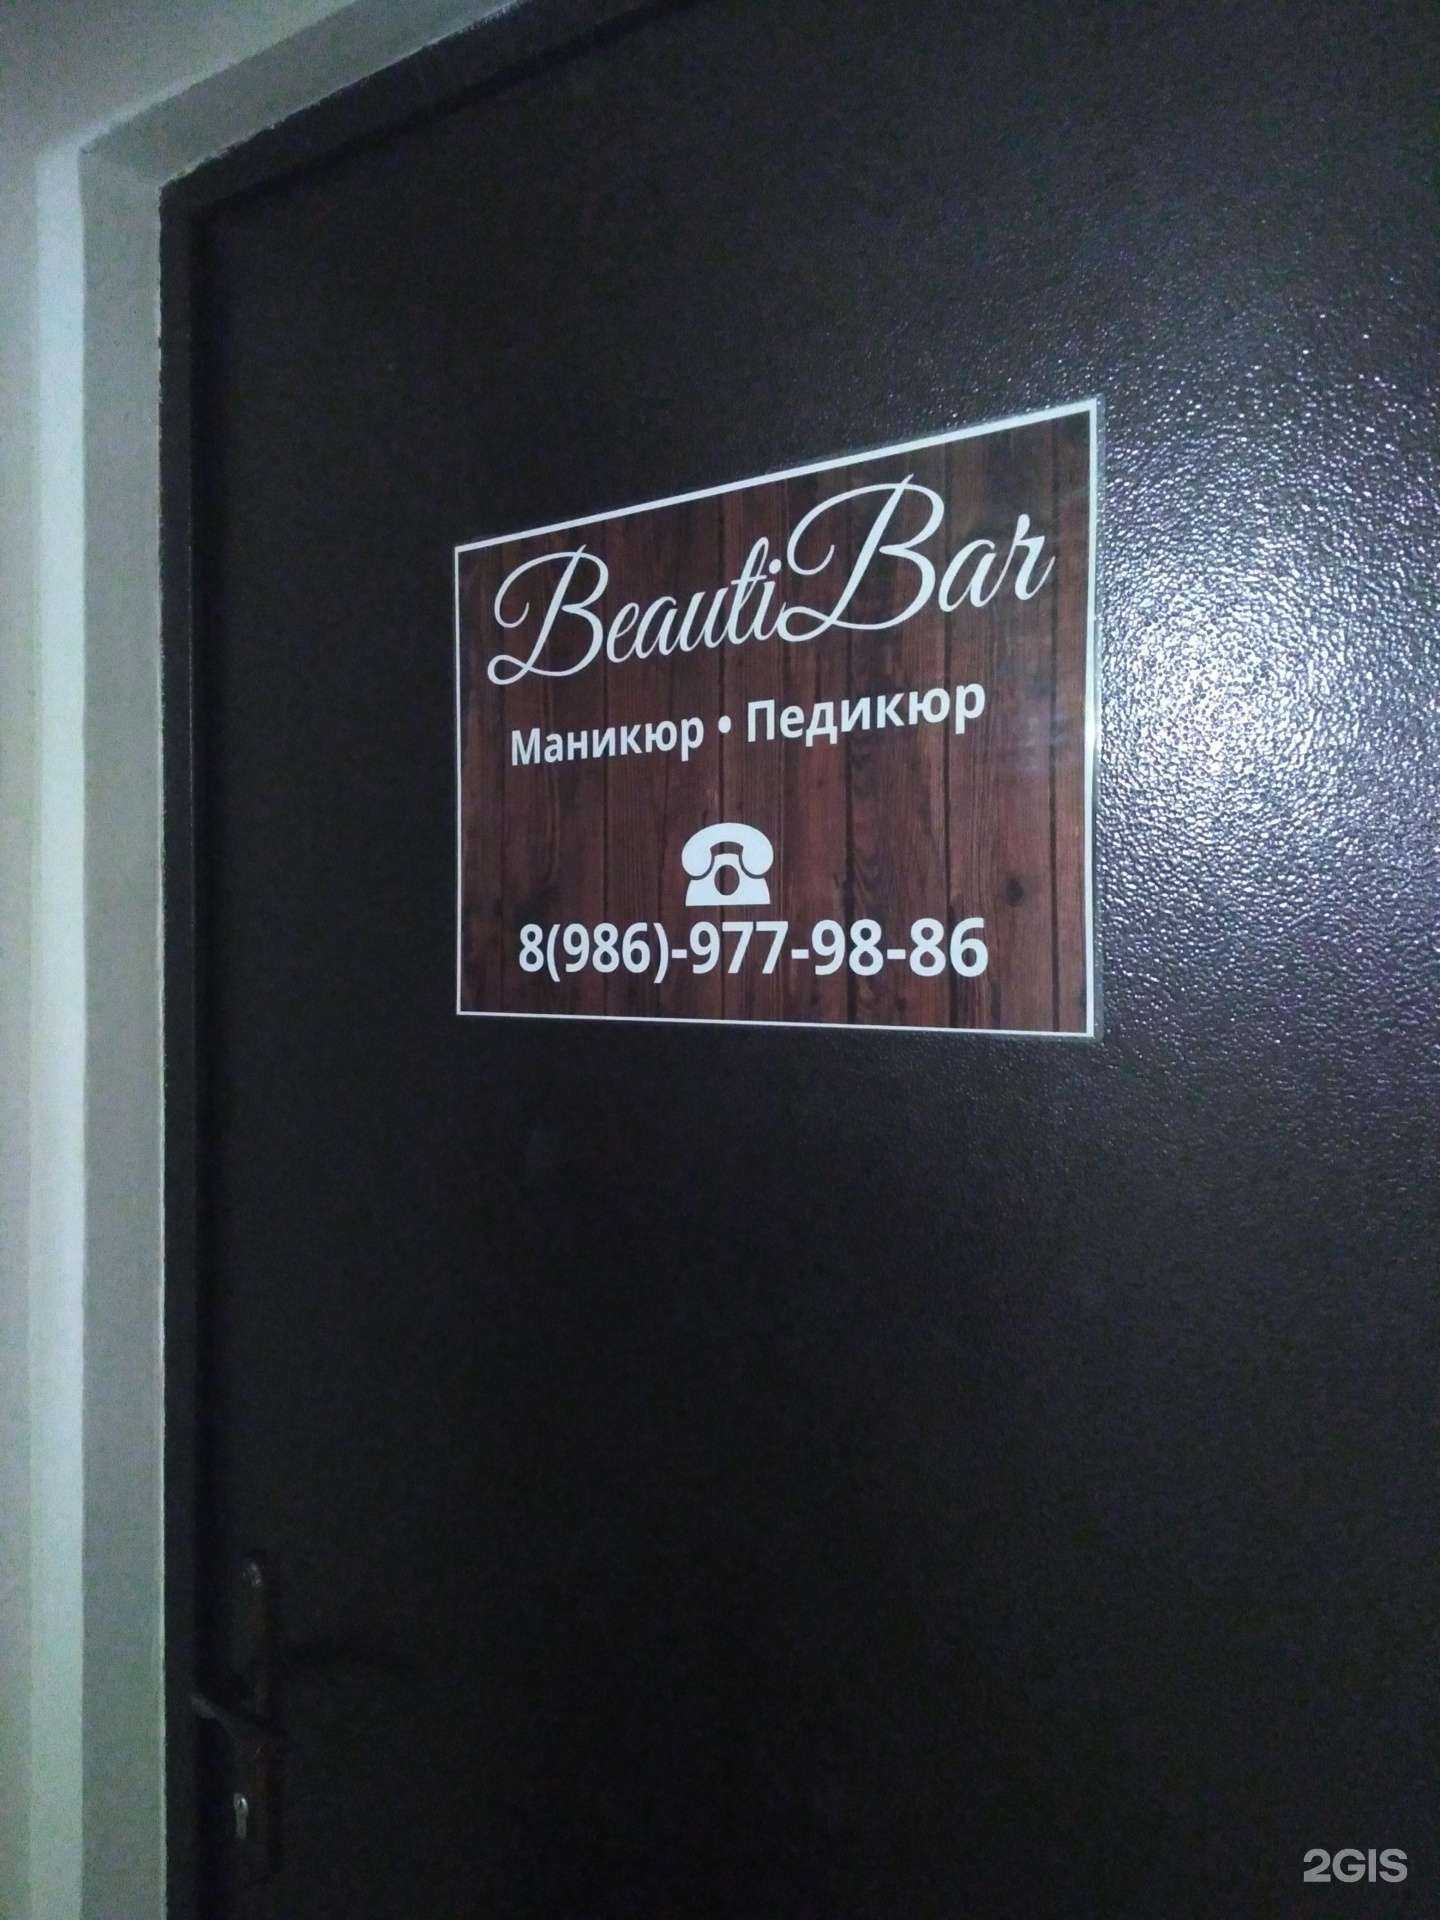 BeautiBar
Маникюр • Педикюр
8(986)-977-98-86
2GIS